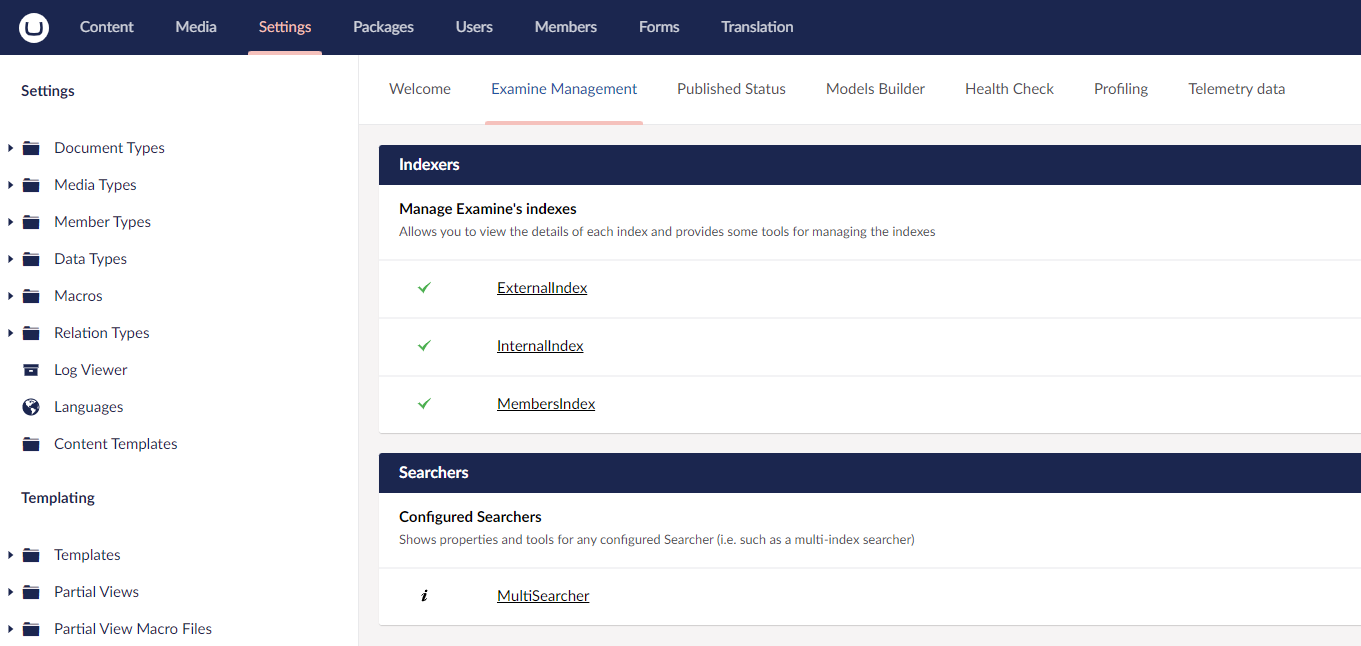 Content Media Settings Packages Users Members Forms Translation
Settings
Document Types
Media Types
Member Types
Data Types
Macros
Relation Types
Log Viewer
Languages
Content Templates
Templating
Templates
Partial Views
Partial View Macro Files
Welcome Examine Management Published Status Models Builder Health Check Profiling Telemetry data
Indexers
Manage Examine's indexes
Allows you to view the details of each index and provides some tools for managing the indexes
ExternalIndex
InternalIndex
MembersIndex
Searchers
Configured Searchers
Shows properties and tools for any configured Searcher (i.e. such as a multi-index searcher)
i MultiSearcher